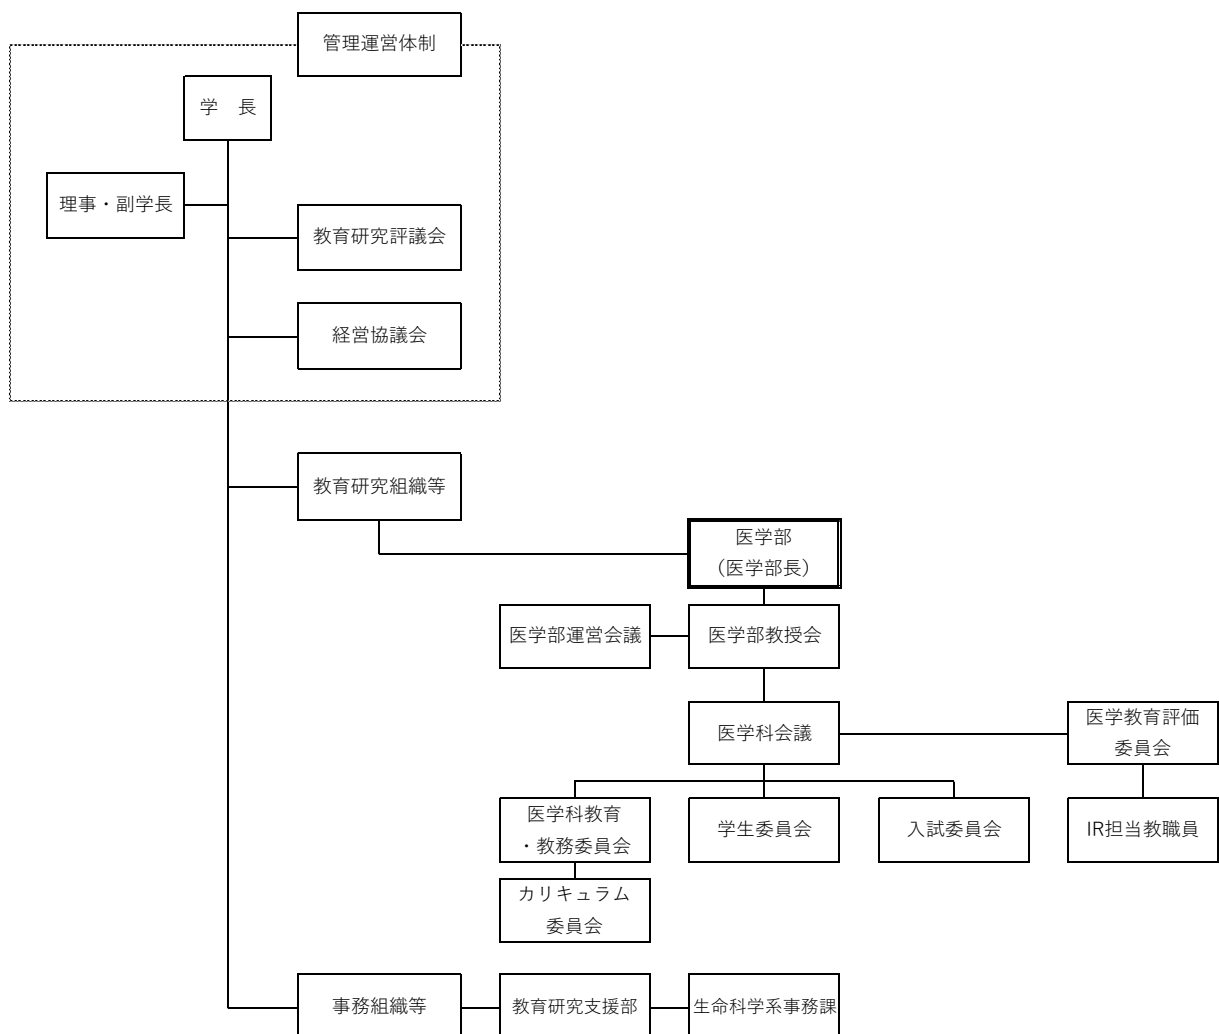 管理運営体制
学　長
理事・副学長
教育研究評議会
経営協議会
教育研究組織等
医学部
（医学部長）
医学部運営会議
医学部教授会
医学科会議
医学教育評価
委員会
医学科教育
・教務委員会
学生委員会
入試委員会
IR担当教職員
カリキュラム
委員会
事務組織等
教育研究支援部
生命科学系事務課